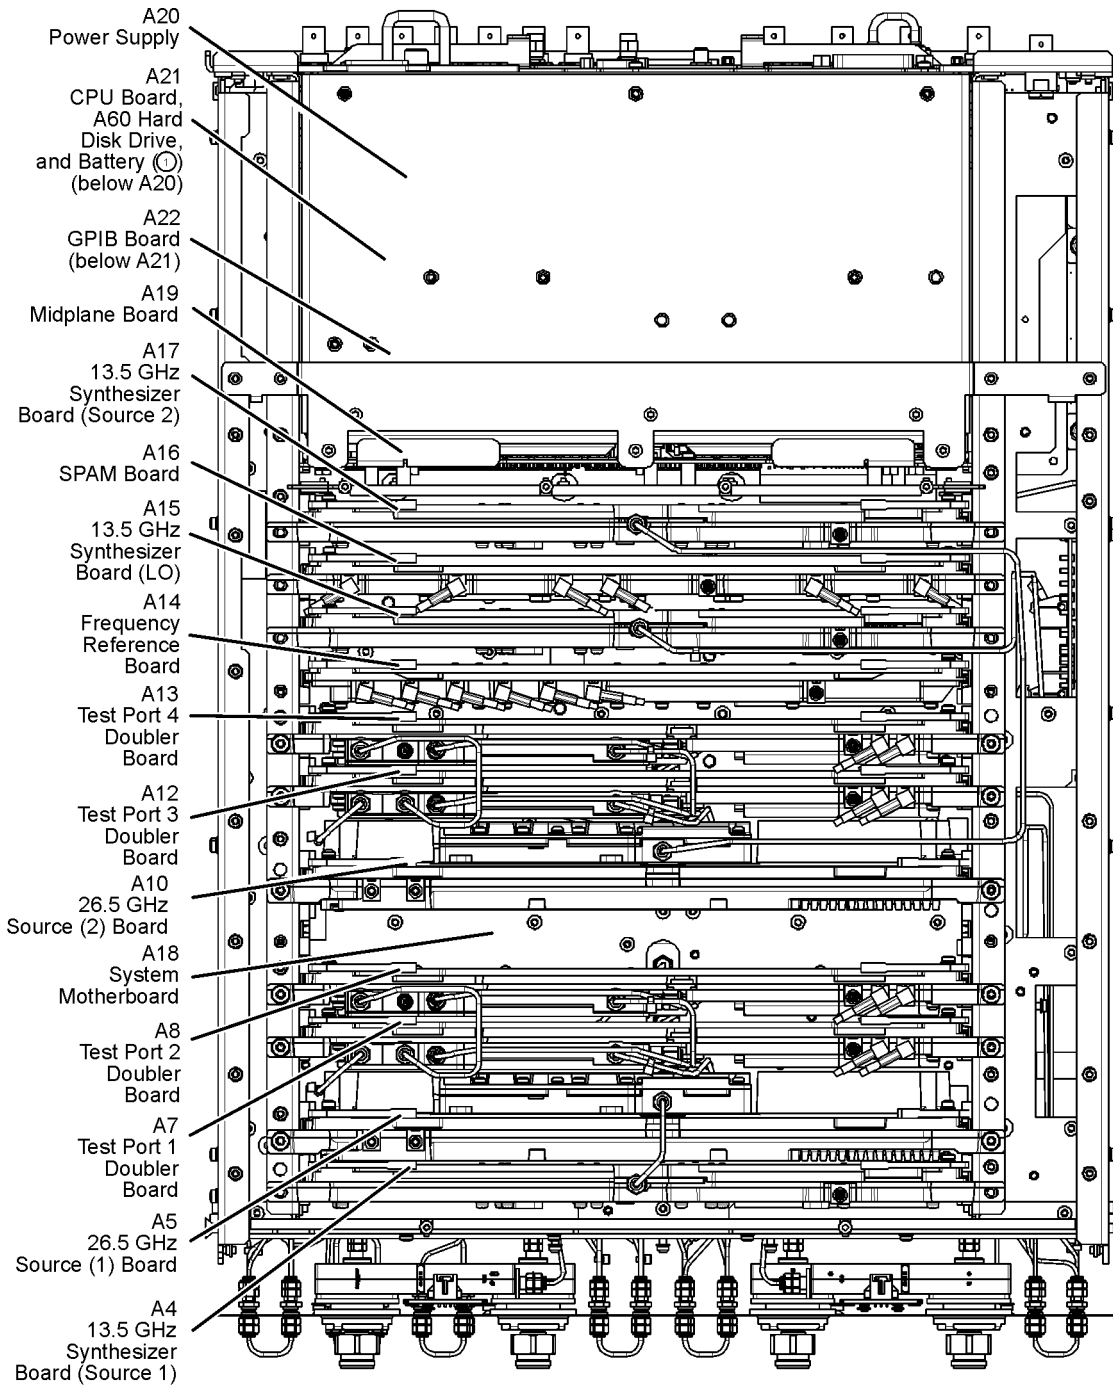 A20
Power Supply
A21
CPU Board,
A60 Hard
Disk Drive,
and Battery (①)
(below A20)
A22
GPIB Board
(below A21)
A19
Midplane Board
A17
13.5 GHz
Synthesizer
Board (Source 2)
A16
SPAM Board
A15
13.5 GHz
Synthesizer
Board (LO)
A14
Frequency
Reference
Board
A13
Test Port 4
Doubler
Board
A12
Test Port 3
Doubler
Board
A10
26.5 GHz
Source (2) Board
A18
System
Motherboard
A8
Test Port 2
Doubler
Board
A7
Test Port 1
Doubler
Board
A5
26.5 GHz
Source (1) Board
A4
13.5 GHz
Synthesizer
Board (Source 1)